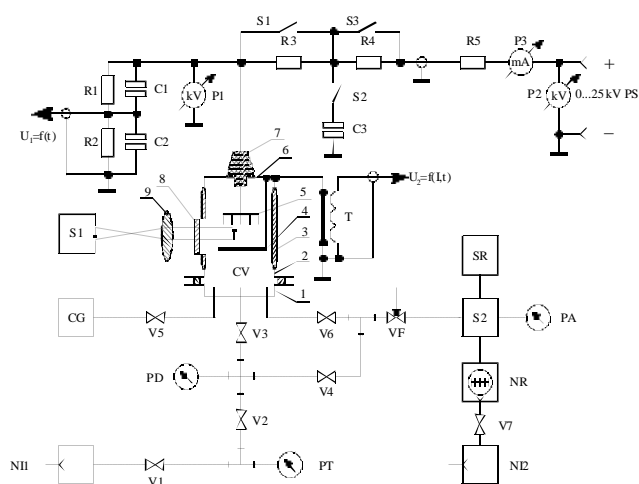 S1 S3
R3 R4 R5 P3
mA
+
R1 C1 kV P1 S2 P2 kV 0...25 kV PS
C3
U1=f(t) R2 C2 −
7
6
U2=f(I,t)
8
9 5
T
S1 4
3
2 SR
CV
1
CG S2 PA
V5 V3 V6 VF
PD V4 NR
V2 V7
NI1 PT NI2
V1